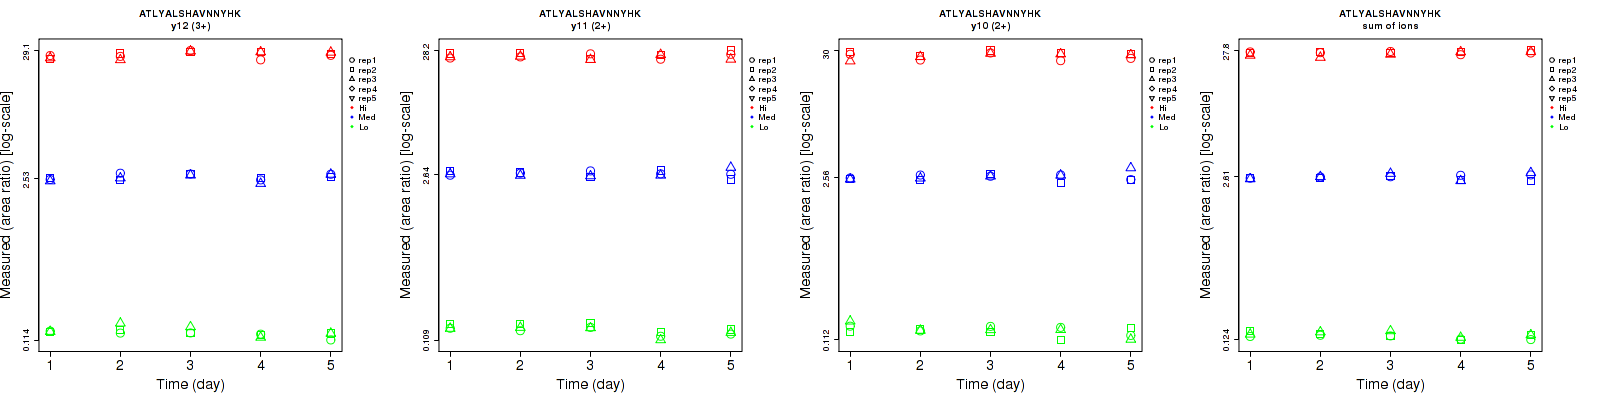 ATLYALSHAVNNYHK
y12 (3+)
Measured (area ratio) [log-scale]
29.1
2.53
0.114
1 2 3 4 5
Time (day)
rep1
rep2
rep3
rep4
rep5
Hi
Med
Lo
ATLYALSHAVNNYHK
y11 (2+)
Measured (area ratio) [log-scale]
28.2
2.64
0.109
1 2 3 4 5
Time (day)
rep1
rep2
rep3
rep4
rep5
Hi
Med
Lo
ATLYALSHAVNNYHK
y10 (2+)
Measured (area ratio) [log-scale]
30
2.56
0.112
1 2 3 4 5
Time (day)
rep1
rep2
rep3
rep4
rep5
Hi
Med
Lo
ATLYALSHAVNNYHK
sum of ions
Measured (area ratio) [log-scale]
27.8
2.61
0.124
1 2 3 4 5
Time (day)
rep1
rep2
rep3
rep4
rep5
Hi
Med
Lo